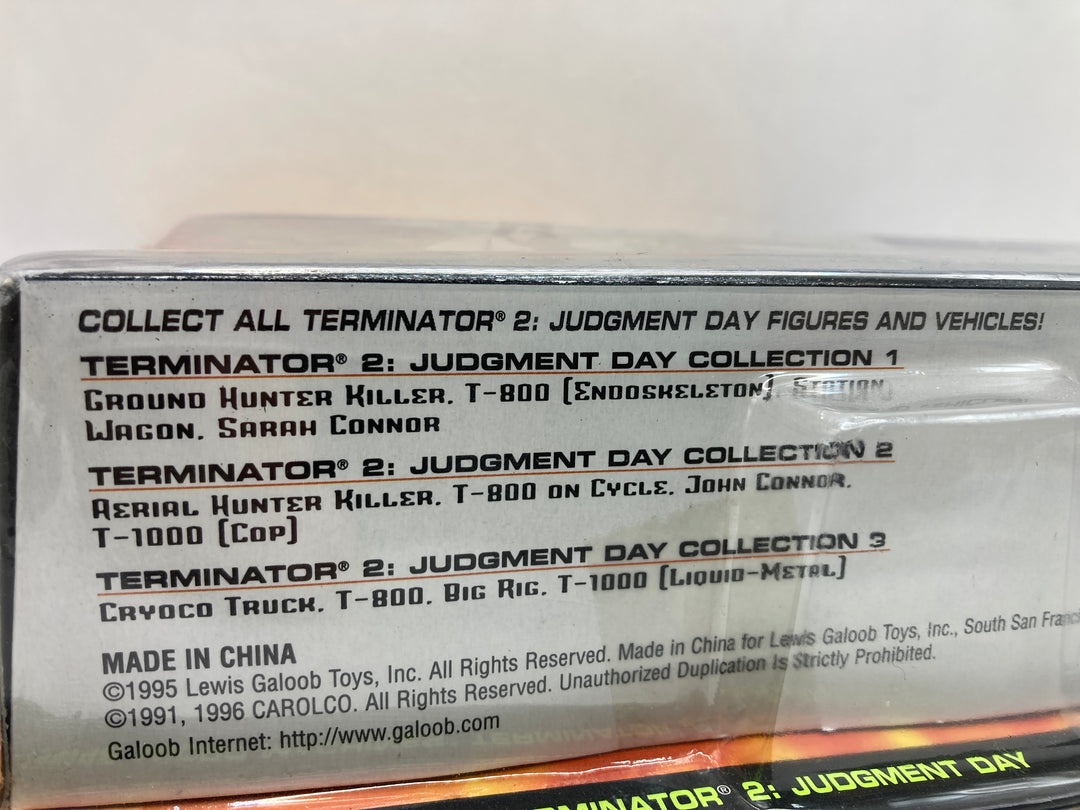 COLLECT ALL TERMINATOR® 2: JUDGMENT DAY FIGURES AND VEHICLES!
TERMINATOR® 2: JUDGMENT DAY COLLECTION 1
GROUND HUNTER KILLER, T-800 (ENDOSKELETON), STATION
WAGON, SARAH CONNOR
TERMINATOR® 2: JUDGMENT DAY COLLECTION 2
AERIAL HUNTER KILLER, T-800 ON CYCLE, JOHN CONNOR,
T-1000 (COP)
TERMINATOR® 2: JUDGMENT DAY COLLECTION 3
CRYOCO TRUCK, T-800, BIG RIG, T-1000 (LIQUID-METAL)
MADE IN CHINA
©1995 Lewis Galoob Toys, Inc. All Rights Reserved. Made in China for Lewis Galoob Toys, Inc., South San
©1991, 1996 CAROLCO. All Rights Reserved. Unauthorized Duplication Is Strictly Prohibited.
Galoob Internet: http://www.galoob.com
TERMINATOR® 2: JUDGMENT DAY